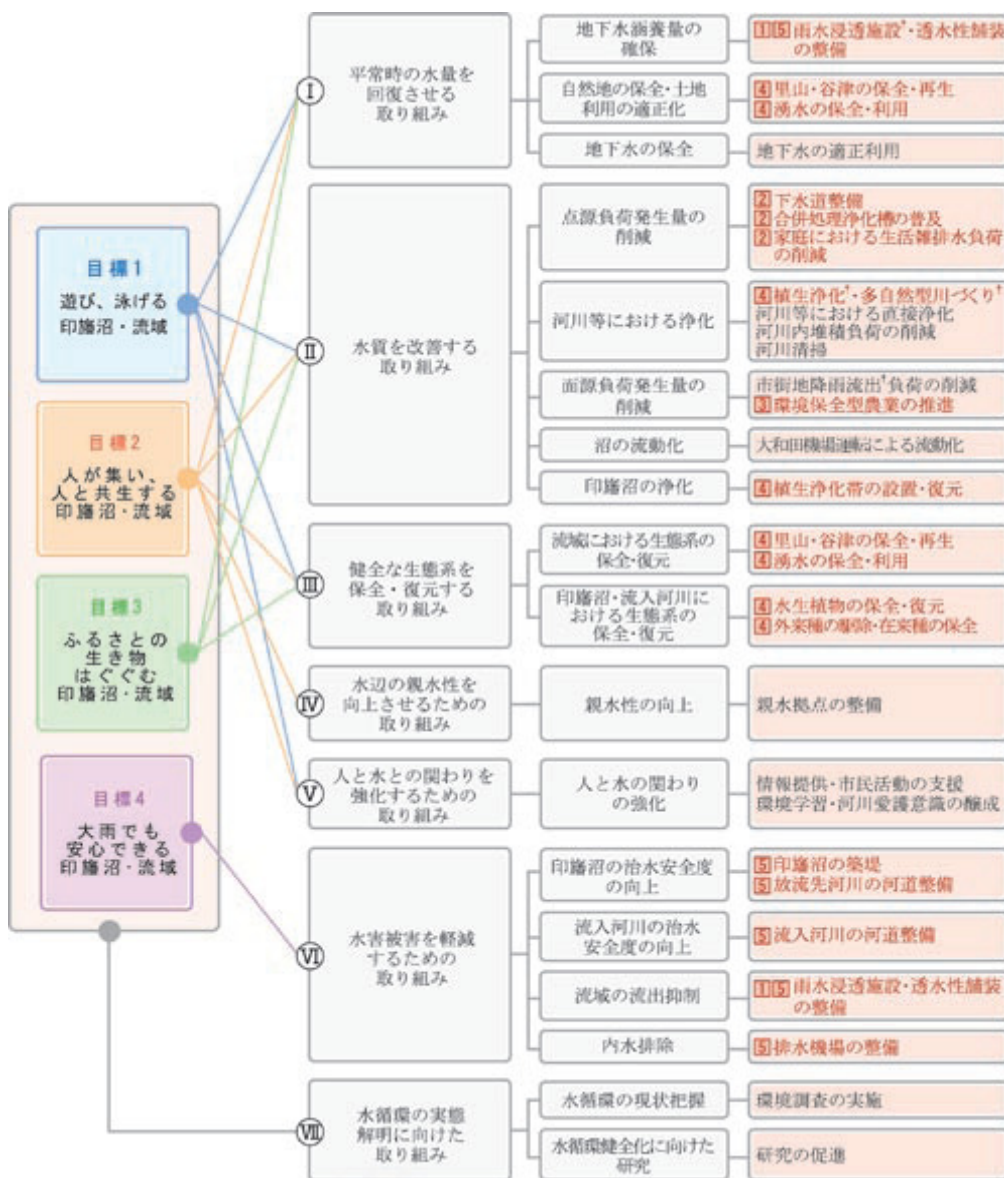 目標1
遊び、泳げる
印旛沼・流域
目標2
人が集い、
人と共生する
印旛沼・流域
目標3
ふるさとの
生き物
はぐくむ
印旛沼・流域
目標4
大雨でも
安心できる
印旛沼・流域
Ⅰ
平常時の水量を
回復させる
取り組み
地下水涵養量の
確保
1 5 雨水浸透施設†・透水性舗装
の整備
自然地の保全・土地
利用の適正化
4 里山・谷津の保全・再生
4 湧水の保全・利用
地下水の保全
地下水の適正利用
Ⅱ
水質を改善する
取り組み
点源負荷発生量の
削減
2 下水道整備
2 合併処理浄化槽の普及
2 家庭における生活雑排水負荷
の削減
河川等における浄化
4 植生浄化†・多自然型川づくり†
河川等における直接浄化
河川内堆積負荷の削減
河川清掃
面源負荷発生量の
削減
市街地降雨流出†負荷の削減
3 環境保全型農業の推進
沼の流動化
大和田機場運転による流動化
印旛沼の浄化
4 植生浄化帯の設置・復元
Ⅲ
健全な生態系を
保全・復元する
取り組み
流域における生態系の
保全・復元
4 里山・谷津の保全・再生
4 湧水の保全・利用
印旛沼・流入河川に
おける生態系の
保全・復元
4 水生植物の保全・復元
4 外来種の駆除・在来種の保全
Ⅳ
水辺の親水性を
向上させるための
取り組み
親水性の向上
親水拠点の整備
Ⅴ
人と水との関わりを
強化するための
取り組み
人と水の関わり
の強化
情報提供・市民活動の支援
環境学習・河川愛護意識の醸成
Ⅵ
水害被害を軽減
するための
取り組み
印旛沼の治水安全度
の向上
5 印旛沼の築堤
5 放流先河川の河道整備
流入河川の治水
安全度の向上
5 流入河川の河道整備
流域の流出抑制
1 5 雨水浸透施設・透水性舗装
の整備
内水排除
5 排水機場の整備
Ⅶ
水循環の実態
解明に向けた
取り組み
水循環の現状把握
環境調査の実施
水循環健全化に向けた
研究
研究の促進